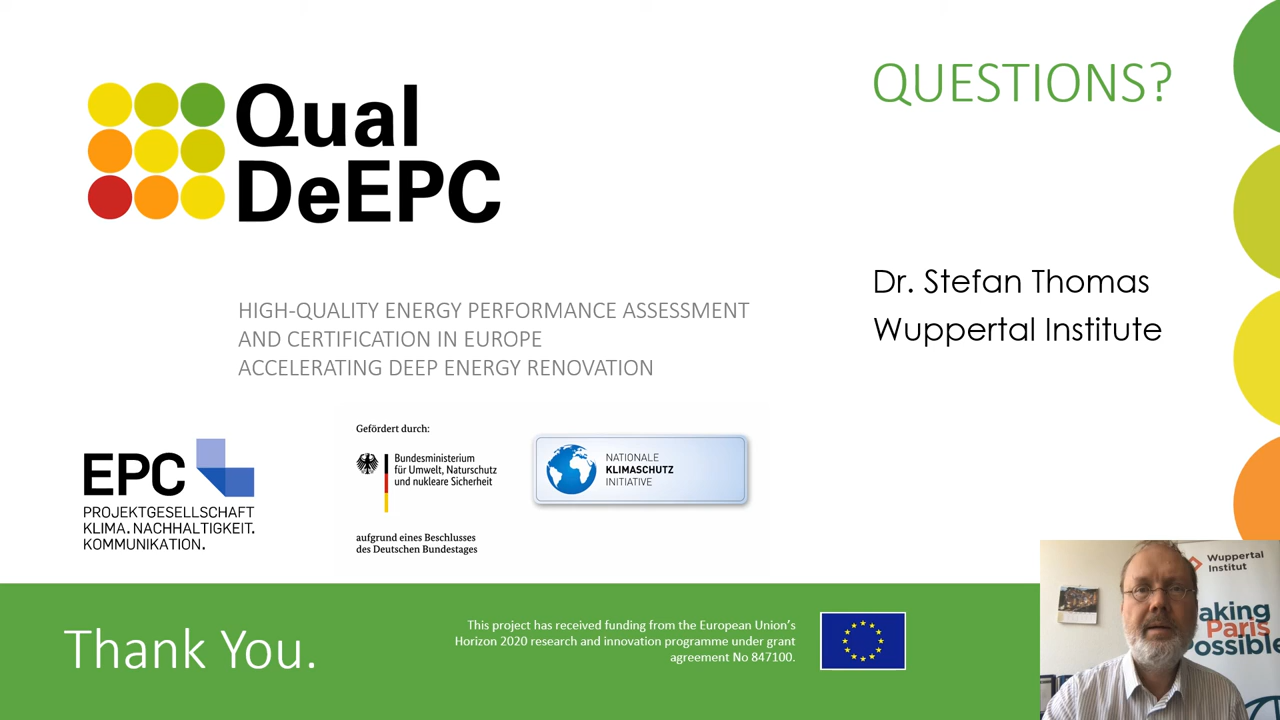 Qual
DeEPC
QUESTIONS?
Dr. Stefan Thomas
Wuppertal Institute
HIGH-QUALITY ENERGY PERFORMANCE ASSESSMENT
AND CERTIFICATION IN EUROPE
ACCELERATING DEEP ENERGY RENOVATION
EPC
PROJEKTGESELLSCHAFT
KLIMA. NACHHALTIGKEIT.
KOMMUNIKATION.
Gefördert durch:
Bundesministerium
für Umwelt, Naturschutz
und nukleare Sicherheit
aufgrund eines Beschlusses
des Deutschen Bundestages
NATIONALE
KLIMASCHUTZ
INITIATIVE
Thank You.
This project has received funding from the European Union's
Horizon 2020 research and innovation programme under grant
agreement No 847100.
Wuppertal
Institut
aking
Paris
ossible